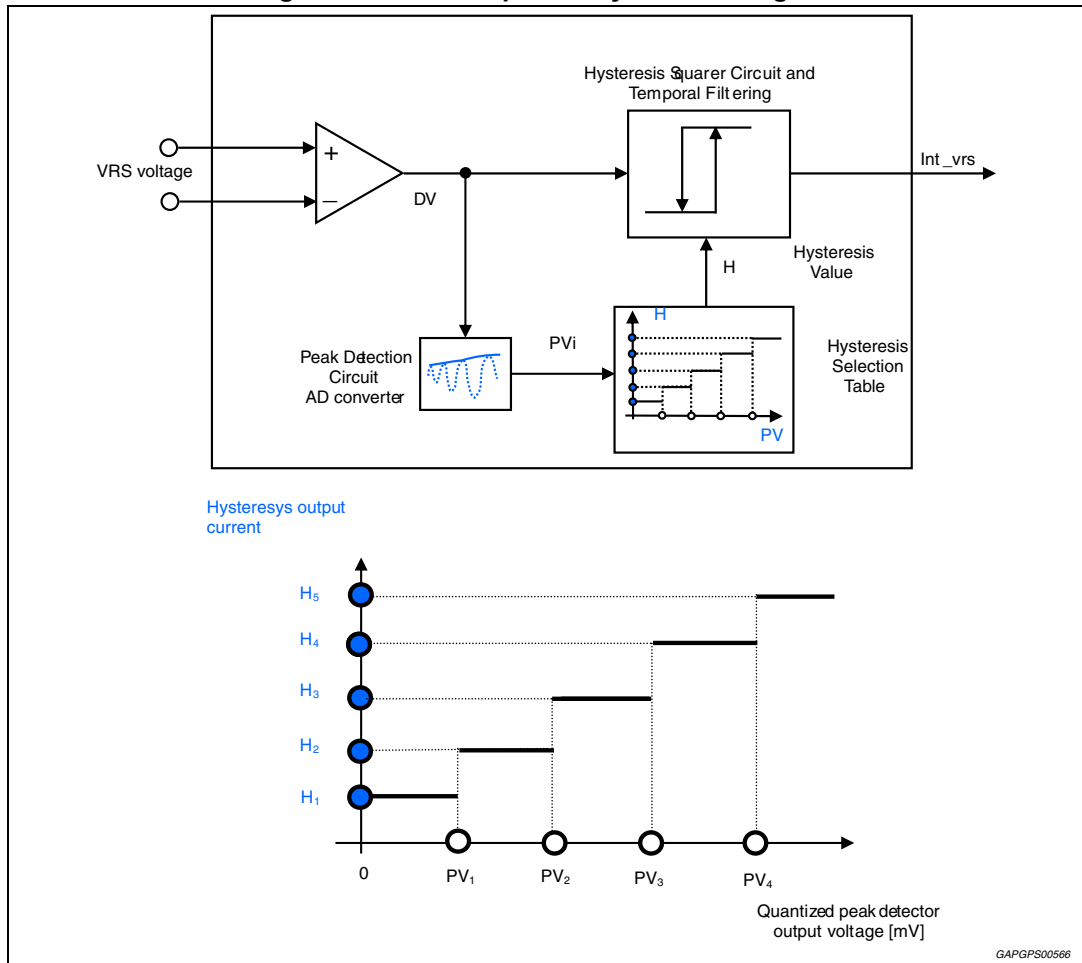 Hysteresis Squarer Circuit and
Temporal Filtering
+
−
VRS voltage
DV
Int_vrs
H
Hysteresis
Value
Peak Detection
Circuit
AD converter
PVi
H
PV
Hysteresis
Selection
Table
Hysteresys output
current
H5
H4
H3
H2
H1
0
PV1
PV2
PV3
PV4
Quantized peak detector
output voltage [mV]
GAPGPS00566